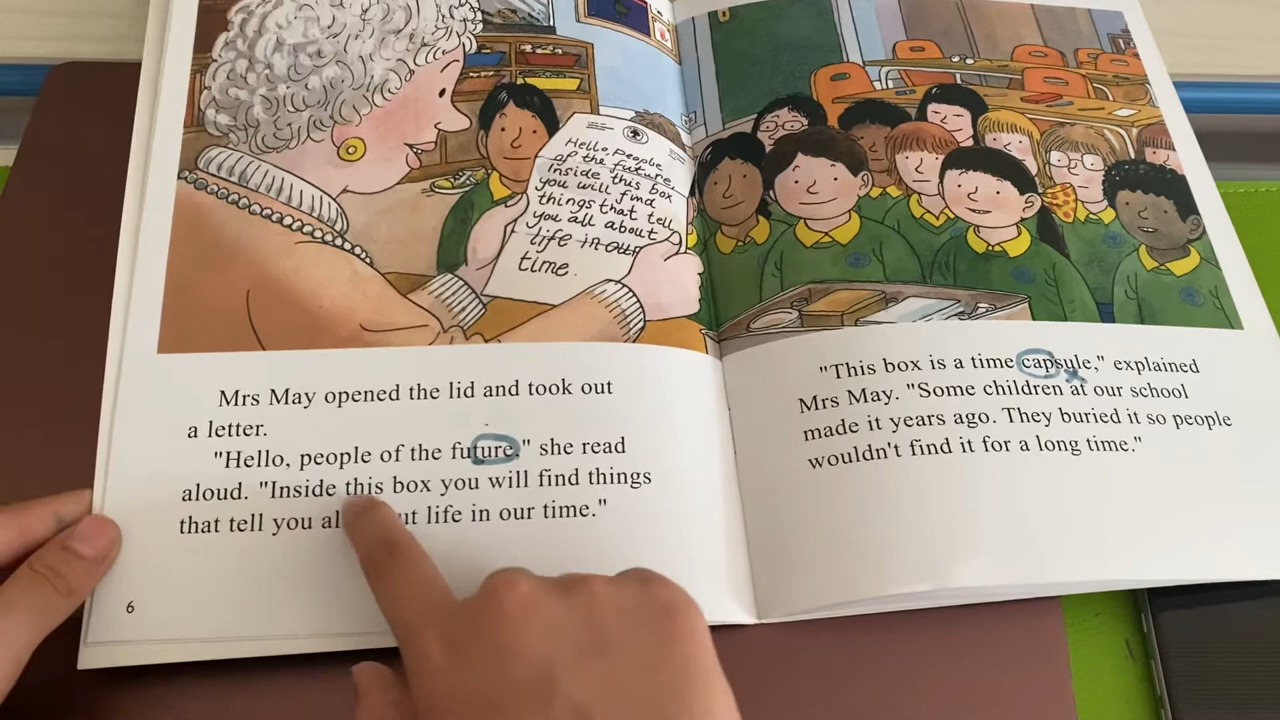 Hello, people
of the future,
Inside this box
you will find
things that tell
you all about
life in our
time.
Mrs May opened the lid and took out
a letter.
"Hello, people of the future," she read
aloud. "Inside this box you will find things
that tell you al ut life in our time."
6
"This box is a time capsule," explained
Mrs May. "Some children at our school
made it years ago. They buried it so people
wouldn't find it for a long time."